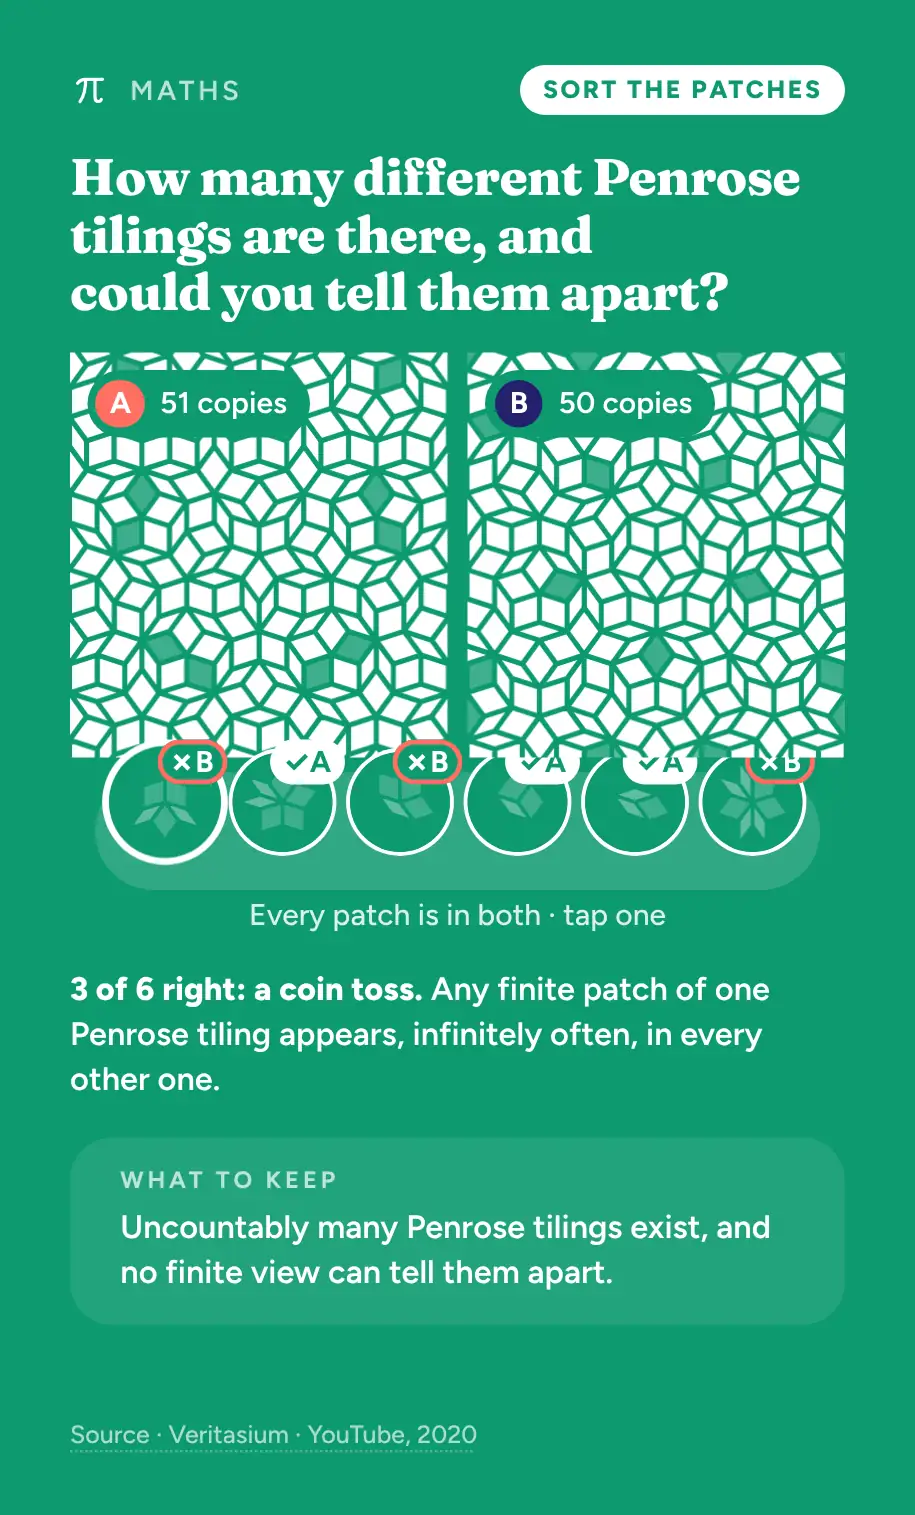 π MATHS
SORT THE PATCHES
How many different Penrose
tilings are there, and
could you tell them apart?
A 51 copies
B 50 copies
×B
✓A
×B
✓A
✓A
×B
Every patch is in both · tap one
3 of 6 right: a coin toss. Any finite patch of one
Penrose tiling appears, infinitely often, in every
other one.
WHAT TO KEEP
Uncountably many Penrose tilings exist, and
no finite view can tell them apart.
Source · Veritasium · YouTube, 2020